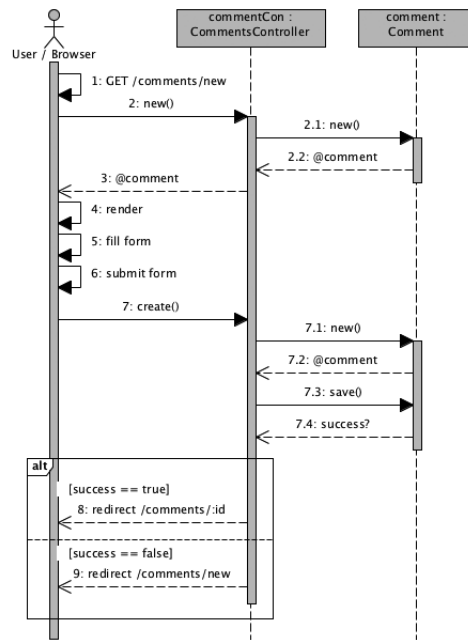 commentCon :
CommentsController
comment :
Comment
User / Browser
1: GET /comments/new
2: new()
2.1: new()
2.2: @comment
3: @comment
4: render
5: fill form
6: submit form
7: create()
7.1: new()
7.2: @comment
7.3: save()
7.4: success?
alt
[success == true]
8: redirect /comments/:id
[success == false]
9: redirect /comments/new